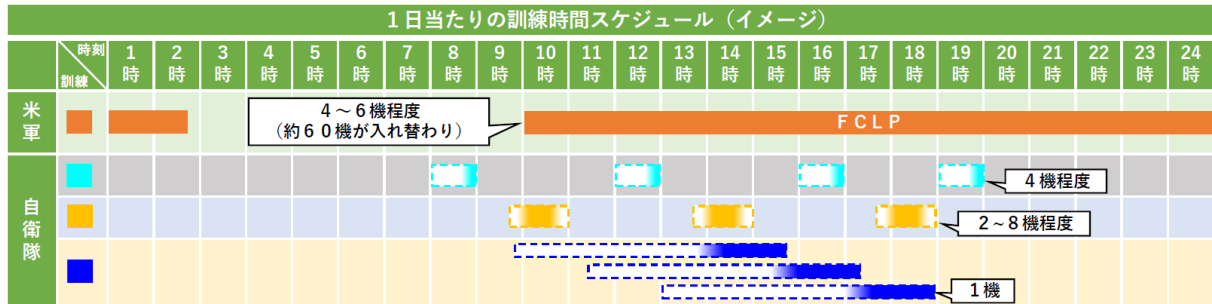 １日当たりの訓練時間スケジュール（イメージ）
時刻
訓練
1時 2時 3時 4時 5時 6時 7時 8時 9時 10時 11時 12時 13時 14時 15時 16時 17時 18時 19時 20時 21時 22時 23時 24時
米軍
４～６機程度
（約６０機が入れ替わり）
ＦＣＬＰ
自衛隊
４機程度
２~８機程度
１機